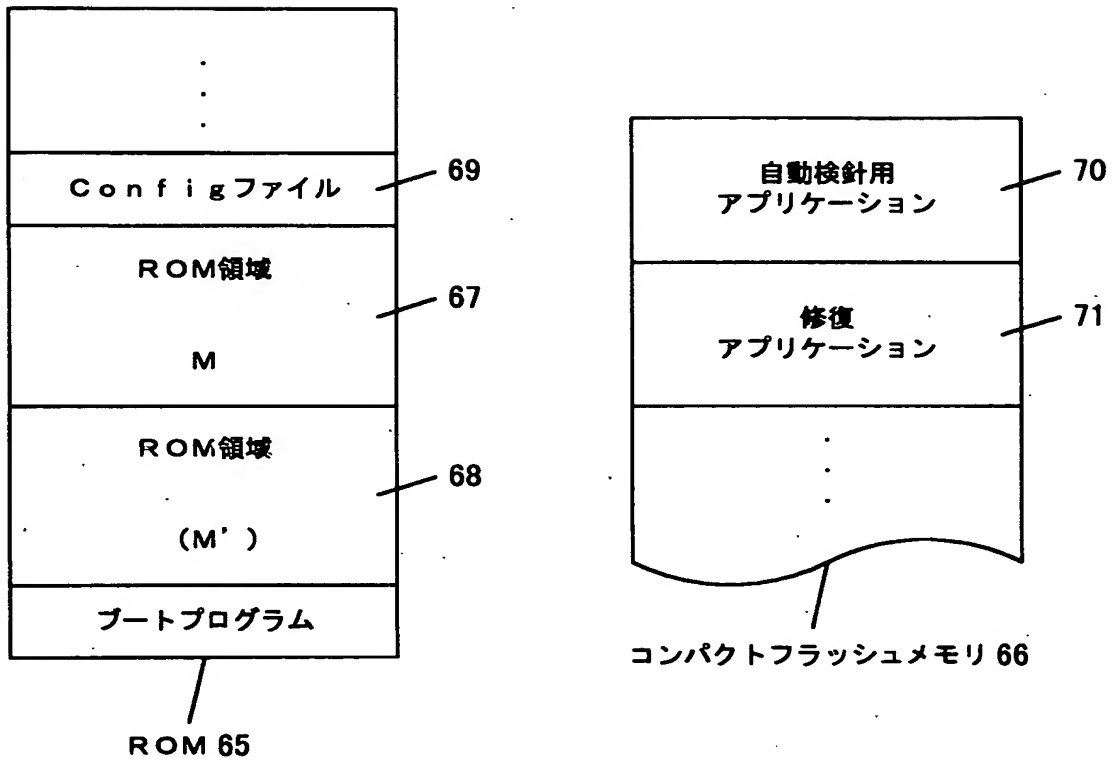 Ｃｏｎｆｉｇファイル
69
ＲＯＭ領域
67
Ｍ
ＲＯＭ領域
68
（Ｍ’）
ブートプログラム
ＲＯＭ 65
自動検針用
アプリケーション
70
修復
アプリケーション
71
コンパクトフラッシュメモリ 66